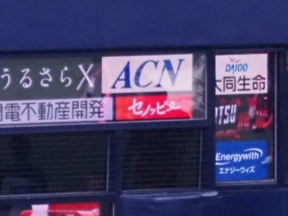 うるさらX
ACN
DAIDO
大同生命
電不動産開発
セノッピー
Energywith
エナジーウィズ